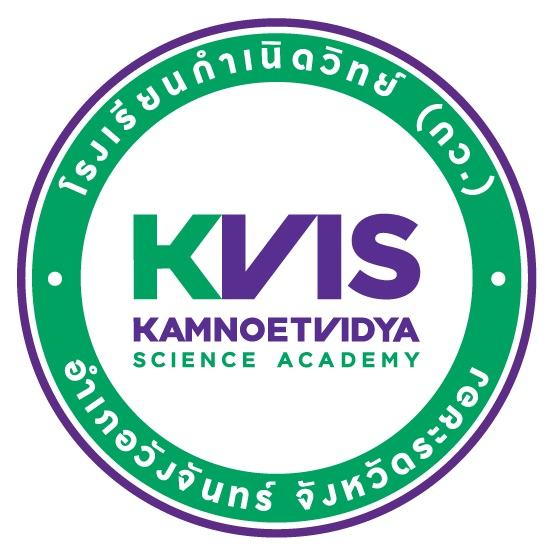 โรงเรียนกำเนิดวิทย์ (กว.)
KVIS
KAMNOETVIDYA
SCIENCE ACADEMY
อำเภอวังจันทร์ จังหวัดระยอง